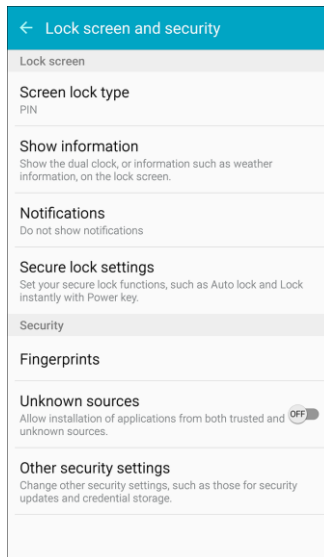 Lock screen and security
Lock screen
Screen lock type
PIN
Show information
Show the dual clock, or information such as weather
information, on the lock screen.
Notifications
Do not show notifications
Secure lock settings
Set your secure lock functions, such as Auto lock and Lock
instantly with Power key.
Security
Fingerprints
Unknown sources
Allow installation of applications from both trusted and
unknown sources.
OFF
Other security settings
Change other security settings, such as those for security
updates and credential storage.